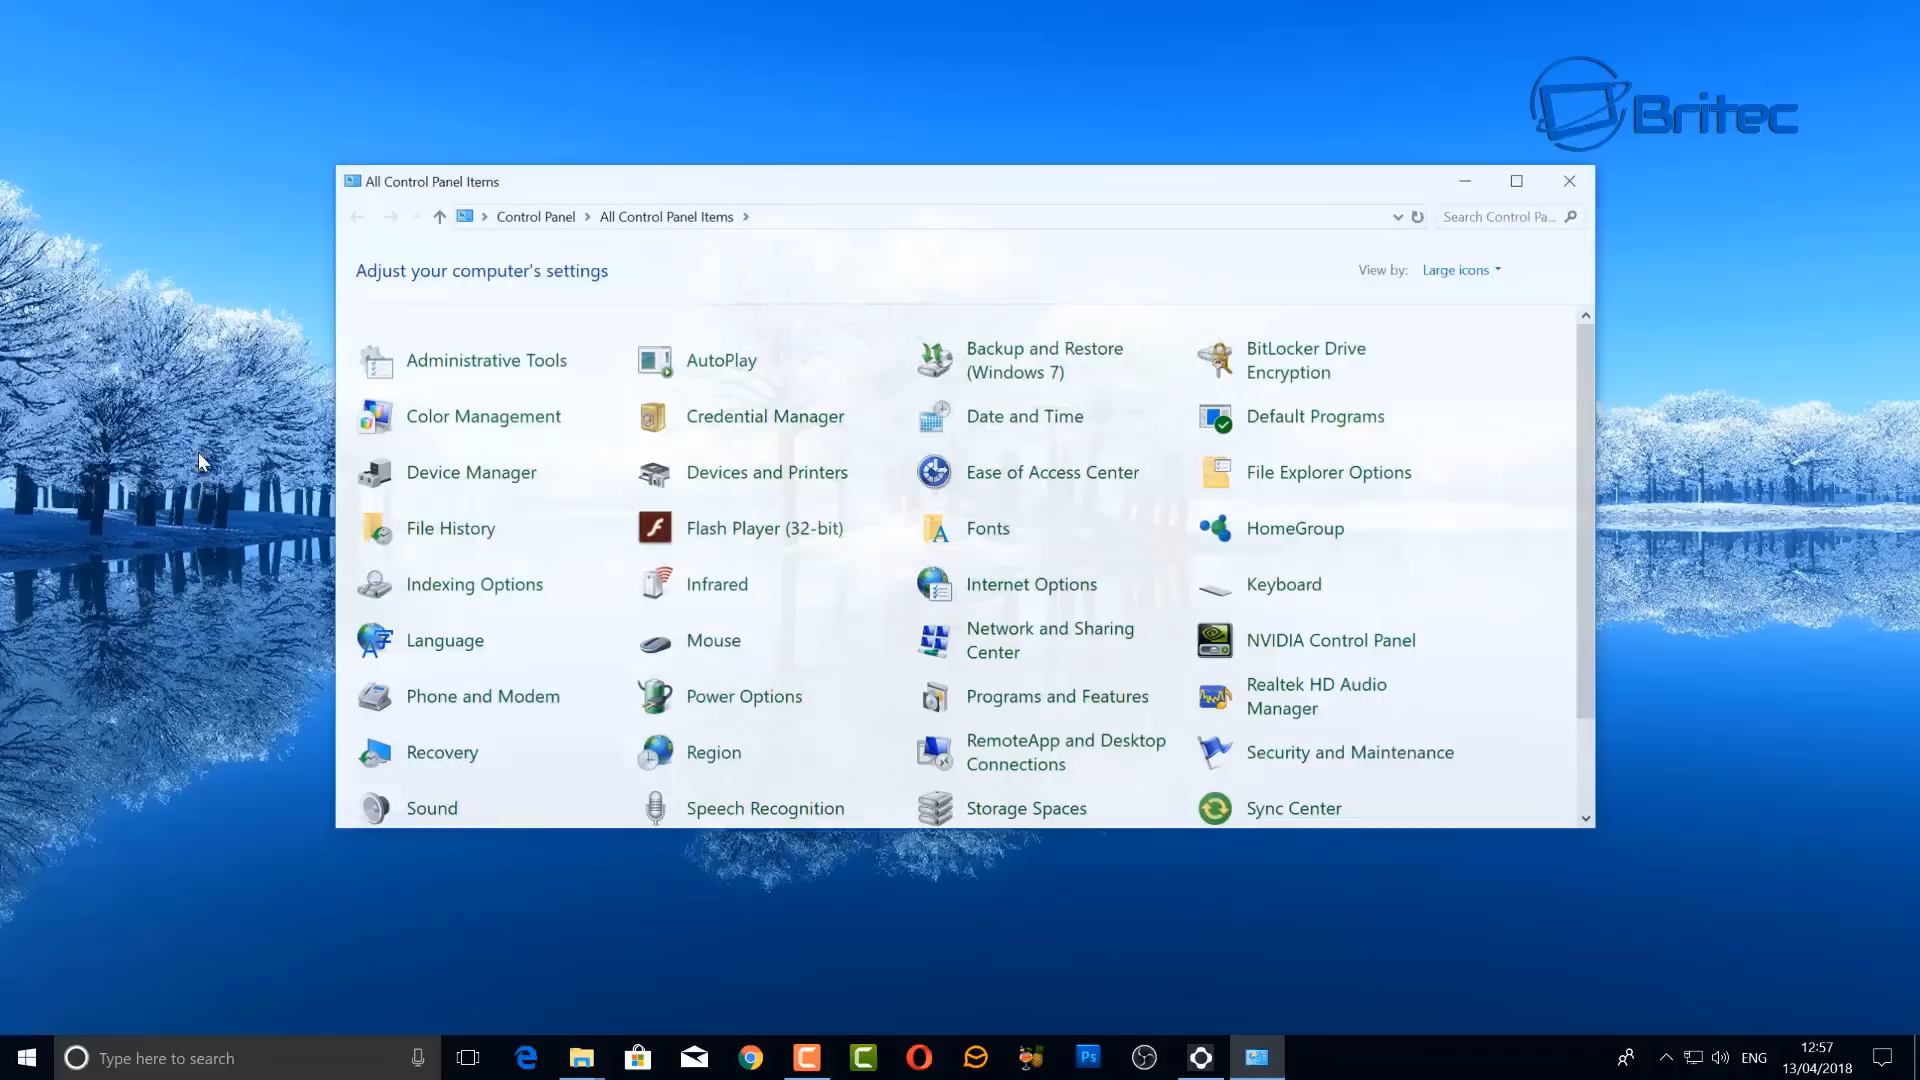 Britec
All Control Panel Items
Control Panel
All Control Panel Items
Search Control Pa...
Adjust your computer's settings
View by:
Large icons
Administrative Tools
AutoPlay
Backup and Restore
(Windows 7)
BitLocker Drive
Encryption
Color Management
Credential Manager
Date and Time
Default Programs
Device Manager
Devices and Printers
Ease of Access Center
File Explorer Options
File History
Flash Player (32-bit)
Fonts
HomeGroup
Indexing Options
Infrared
Internet Options
Keyboard
Language
Mouse
Network and Sharing
Center
NVIDIA Control Panel
Phone and Modem
Power Options
Programs and Features
Realtek HD Audio
Manager
Recovery
Region
RemoteApp and Desktop
Connections
Security and Maintenance
Sound
Speech Recognition
Storage Spaces
Sync Center
Type here to search
Ps
ENG
12:57
13/04/2018